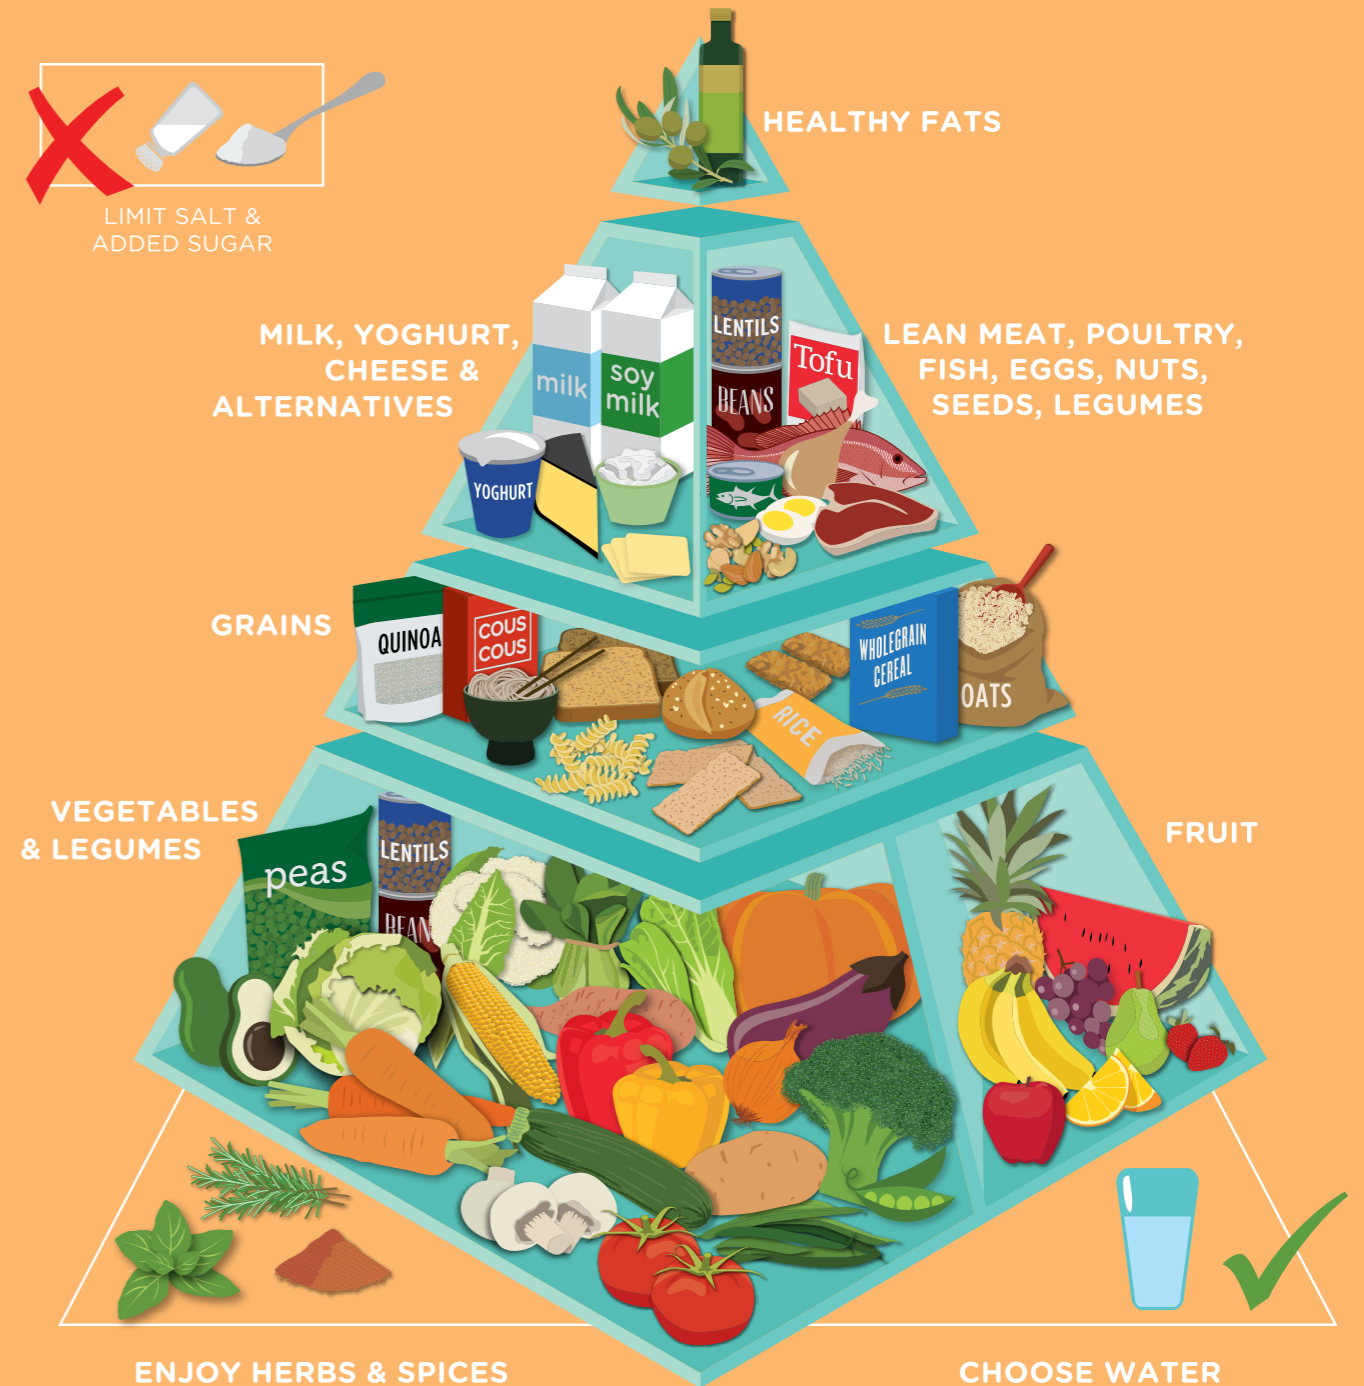 HEALTHY FATS
LIMIT SALT &
ADDED SUGAR
MILK, YOGHURT,
CHEESE &
ALTERNATIVES
LEAN MEAT, POULTRY,
FISH, EGGS, NUTS,
SEEDS, LEGUMES
milk
soy
milk
YOGHURT
LENTILS
BEANS
Tofu
GRAINS
QUINOA
COUS
COUS
RICE
WHOLEGRAIN
CEREAL
OATS
VEGETABLES
& LEGUMES
peas
LENTILS
BEAN
FRUIT
ENJOY HERBS & SPICES
CHOOSE WATER